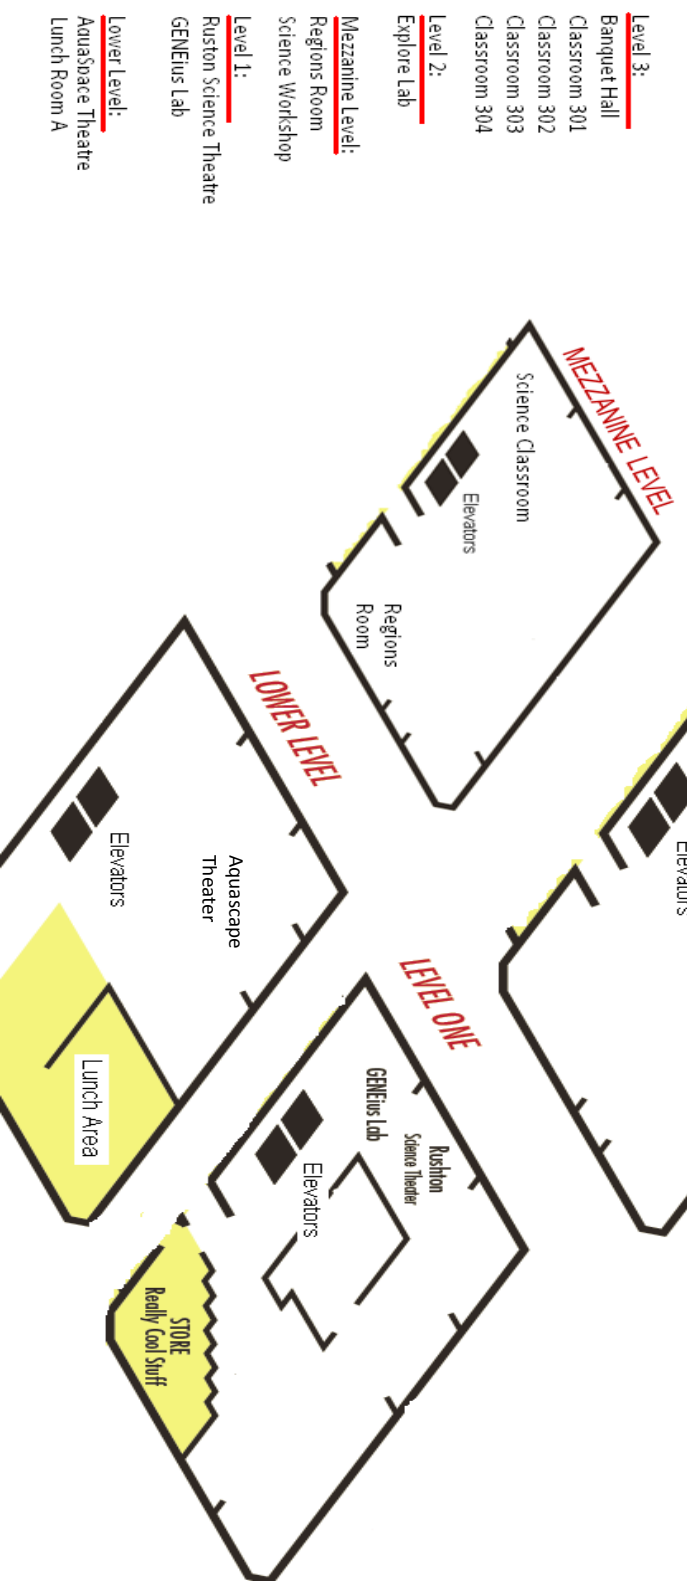 Level 3:
Banquet Hall
Classroom 301
Classroom 302
Classroom 303
Classroom 304
Level 2:
Explore Lab
Mezzanine Level:
Regions Room
Science Workshop
Level 1:
Ruston Science Theatre
GENEius Lab
Lower Level:
AquaSpace Theatre
Lunch Room A
MEZZANINE LEVEL
Science Classroom
Elevators
Regions
Room
Elevators
LOWER LEVEL
Aquascape
Theater
Elevators
Lunch Area
LEVEL ONE
Rushton
Science Theater
GENEius Lab
Elevators
STORE
Really Cool Stuff